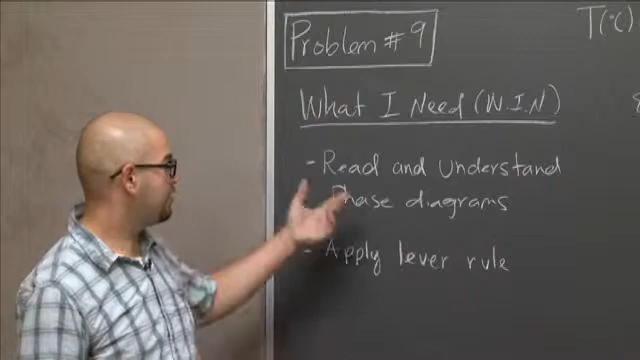 Problem # 9
T(°C)
What I Need (W.I.N)
- Read and Understand
Phase diagrams
- Apply lever rule